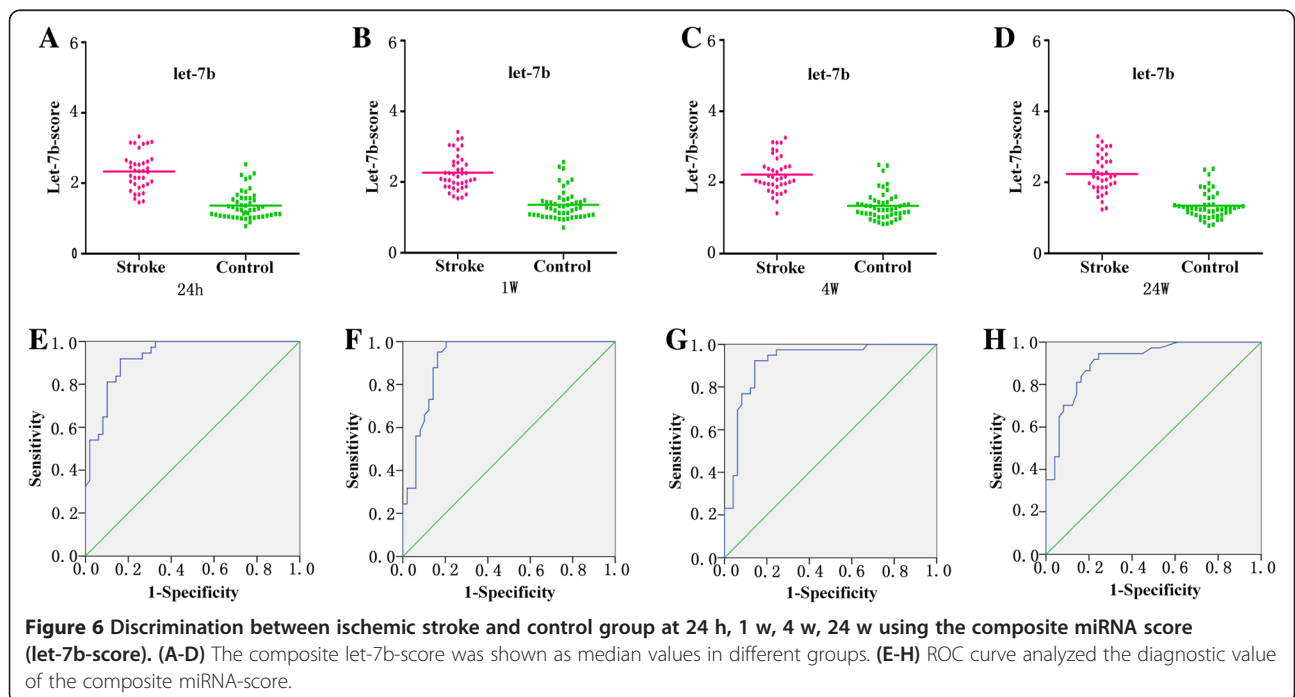 A
B
C
D
6
4
2
0
Let-7b-score
let-7b
Stroke
Control
24h
6
4
2
0
Let-7b-score
let-7b
Stroke
Control
1W
6
4
2
0
Let-7b-score
let-7b
Stroke
Control
4W
6
4
2
0
Let-7b-score
let-7b
Stroke
Control
24W
E
1.0
0.8
0.6
0.4
0.2
0.0
Sensitivity
0.0 0.2 0.4 0.6 0.8 1.0
1-Specificity
F
1.0
0.8
0.6
0.4
0.2
0.0
Sensitivity
0.0 0.2 0.4 0.6 0.8 1.0
1-Specificity
G
1.0
0.8
0.6
0.4
0.2
0.0
Sensitivity
0.0 0.2 0.4 0.6 0.8 1.0
1-Specificity
H
1.0
0.8
0.6
0.4
0.2
0.0
Sensitivity
0.0 0.2 0.4 0.6 0.8 1.0
1-Specificity
Figure 6 Discrimination between ischemic stroke and control group at 24 h, 1 w, 4 w, 24 w using the composite miRNA score
(let-7b-score). (A-D) The composite let-7b-score was shown as median values in different groups. (E-H) ROC curve analyzed the diagnostic value
of the composite miRNA-score.